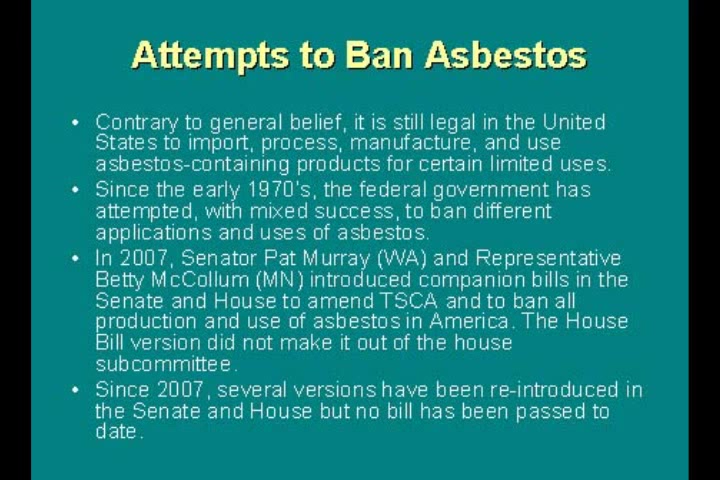 Attempts to Ban Asbestos
• Contrary to general belief, it is still legal in the United
States to import, process, manufacture, and use
asbestos-containing products for certain limited uses.
• Since the early 1970's, the federal government has
attempted, with mixed success, to ban different
applications and uses of asbestos.
• In 2007, Senator Pat Murray (WA) and Representative
Betty McCollum (MN) introduced companion bills in the
Senate and House to amend TSCA and to ban all
production and use of asbestos in America. The House
Bill version did not make it out of the house
subcommittee.
• Since 2007, several versions have been re-introduced in
the Senate and House but no bill has been passed to
date.